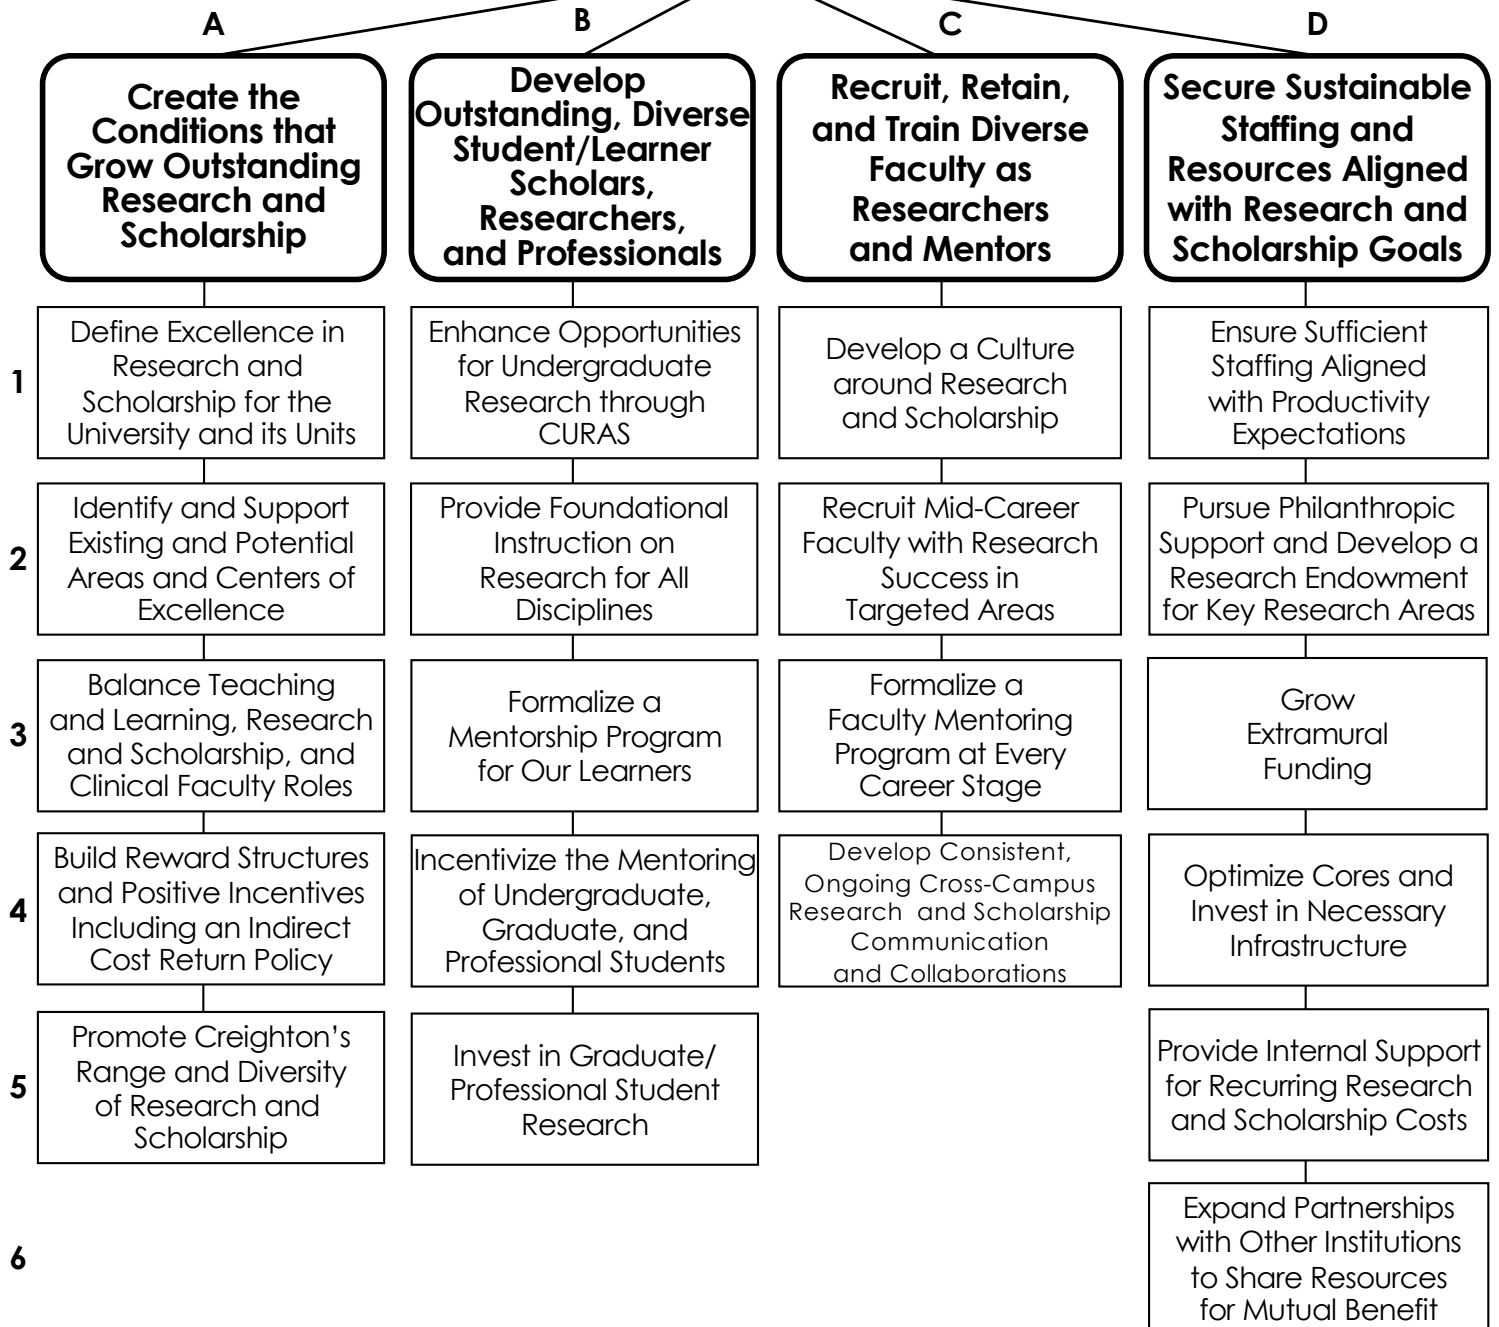 A
B
C
D
Create the
Conditions that
Grow Outstanding
Research and
Scholarship
Develop
Outstanding, Diverse
Student/Learner
Scholars,
Researchers,
and Professionals
Recruit, Retain,
and Train Diverse
Faculty as
Researchers
and Mentors
Secure Sustainable
Staffing and
Resources Aligned
with Research and
Scholarship Goals
1
Define Excellence in
Research and
Scholarship for the
University and its Units
Enhance Opportunities
for Undergraduate
Research through
CURAS
Develop a Culture
around Research
and Scholarship
Ensure Sufficient
Staffing Aligned
with Productivity
Expectations
2
Identify and Support
Existing and Potential
Areas and Centers of
Excellence
Provide Foundational
Instruction on
Research for All
Disciplines
Recruit Mid-Career
Faculty with Research
Success in
Targeted Areas
Pursue Philanthropic
Support and Develop a
Research Endowment
for Key Research Areas
3
Balance Teaching
and Learning, Research
and Scholarship, and
Clinical Faculty Roles
Formalize a
Mentorship Program
for Our Learners
Formalize a
Faculty Mentoring
Program at Every
Career Stage
Grow
Extramural
Funding
4
Build Reward Structures
and Positive Incentives
Including an Indirect
Cost Return Policy
Incentivize the Mentoring
of Undergraduate,
Graduate, and
Professional Students
Develop Consistent,
Ongoing Cross-Campus
Research and Scholarship
Communication
and Collaborations
Optimize Cores and
Invest in Necessary
Infrastructure
5
Promote Creighton’s
Range and Diversity
of Research and
Scholarship
Invest in Graduate/
Professional Student
Research
Provide Internal Support
for Recurring Research
and Scholarship Costs
6
Expand Partnerships
with Other Institutions
to Share Resources
for Mutual Benefit